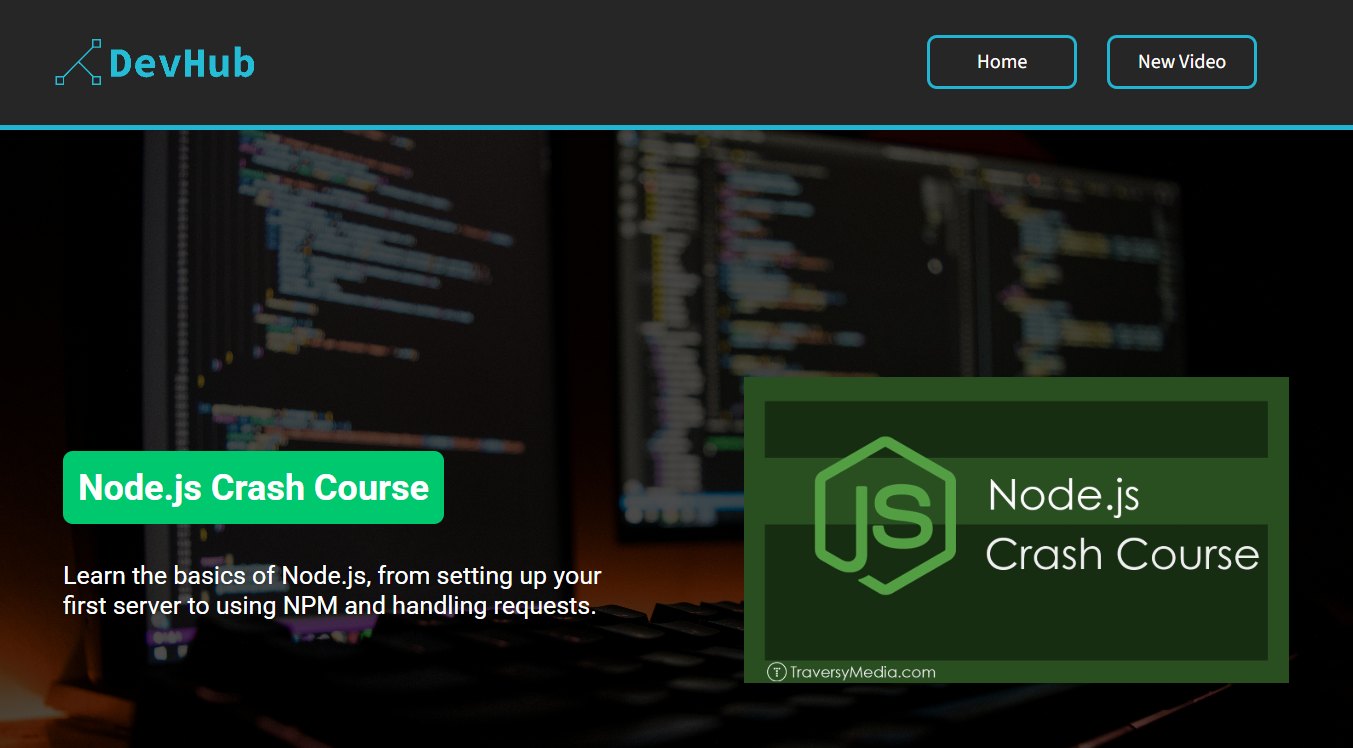 DevHub
Home
New Video
Node.js Crash Course
Learn the basics of Node.js, from setting up your
first server to using NPM and handling requests.
JS
Node.js
Crash Course
T TraversyMedia.com